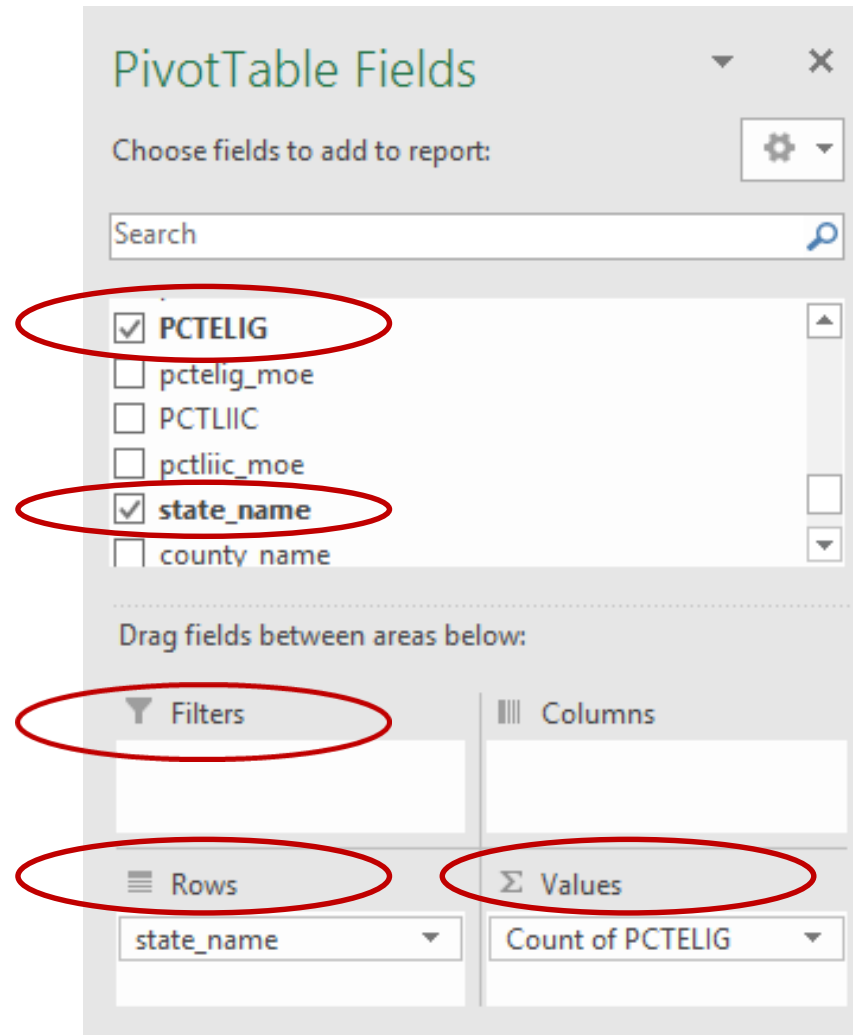 PivotTable Fields
Choose fields to add to report:
Search
PCTELIG
pctelig_moe
PCTLIIC
pctliic_moe
state_name
county_name
Drag fields between areas below:
Filters
Columns
Rows
Σ Values
state_name
Count of PCTELIG